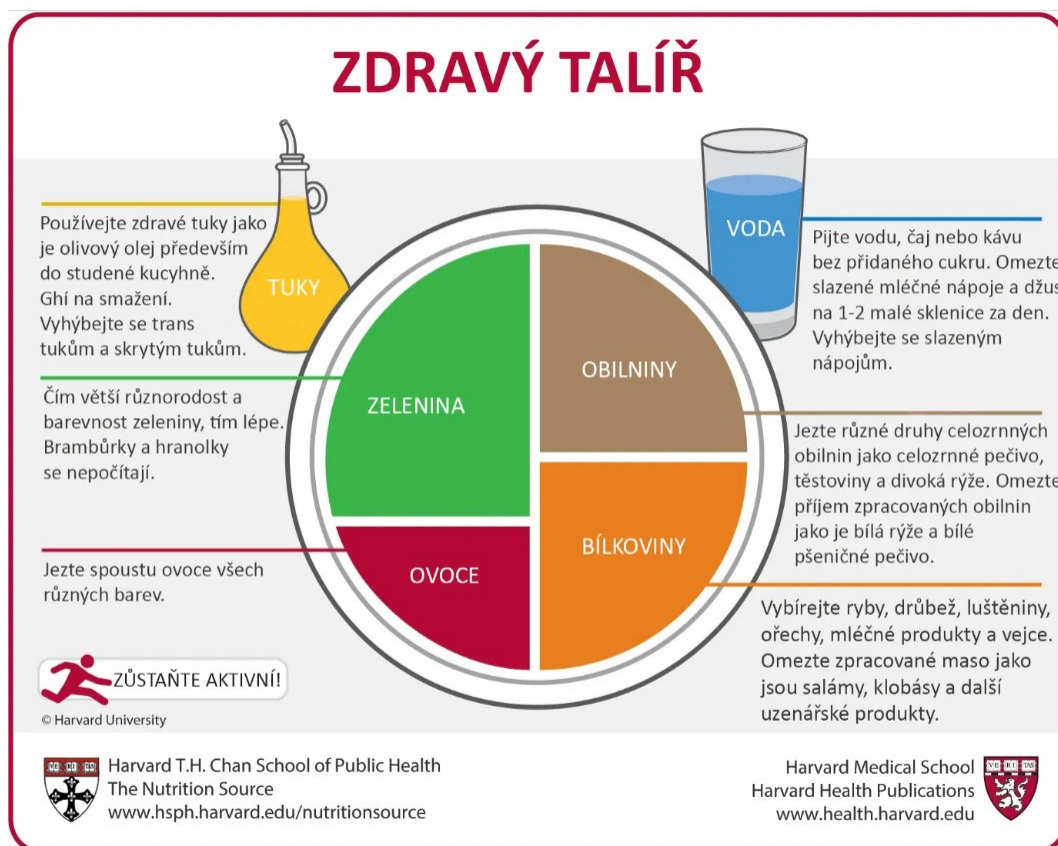 ZDRAVÝ TALÍŘ
Používejte zdravé tuky jako
je olivový olej především
do studené kucyhně.
Ghí na smažení.
Vyhýbejte se trans
tukům a skrytým tukům.
TUKY
VODA
Pijte vodu, čaj nebo kávu
bez přidaného cukru. Omezte
slazené mléčné nápoje a džus
na 1-2 malé sklenice za den.
Vyhýbejte se slazeným
nápojům.
Čím větší různorodost a
barevnost zeleniny, tím lépe.
Brambůrky a hranolky
se nepočítají.
ZELENINA
OBILNINY
Jezte různé druhy celozrnných
obilnin jako celozrnné pečivo,
těstoviny a divoká rýže. Omezte
příjem zpracovaných obilnin
jako je bílá rýže a bílé
pšeničné pečivo.
Jezte spoustu ovoce všech
různých barev.
OVOCE
BÍLKOVINY
Vybírejte ryby, drůbež, luštěniny,
ořechy, mléčné produkty a vejce.
Omezte zpracované maso jako
jsou salámy, klobásy a další
uzenářské produkty.
ZŮSTAŇTE AKTIVNÍ!
© Harvard University
Harvard T.H. Chan School of Public Health
The Nutrition Source
www.hsph.harvard.edu/nutritionsource
Harvard Medical School
Harvard Health Publications
www.health.harvard.edu
VE RI TAS